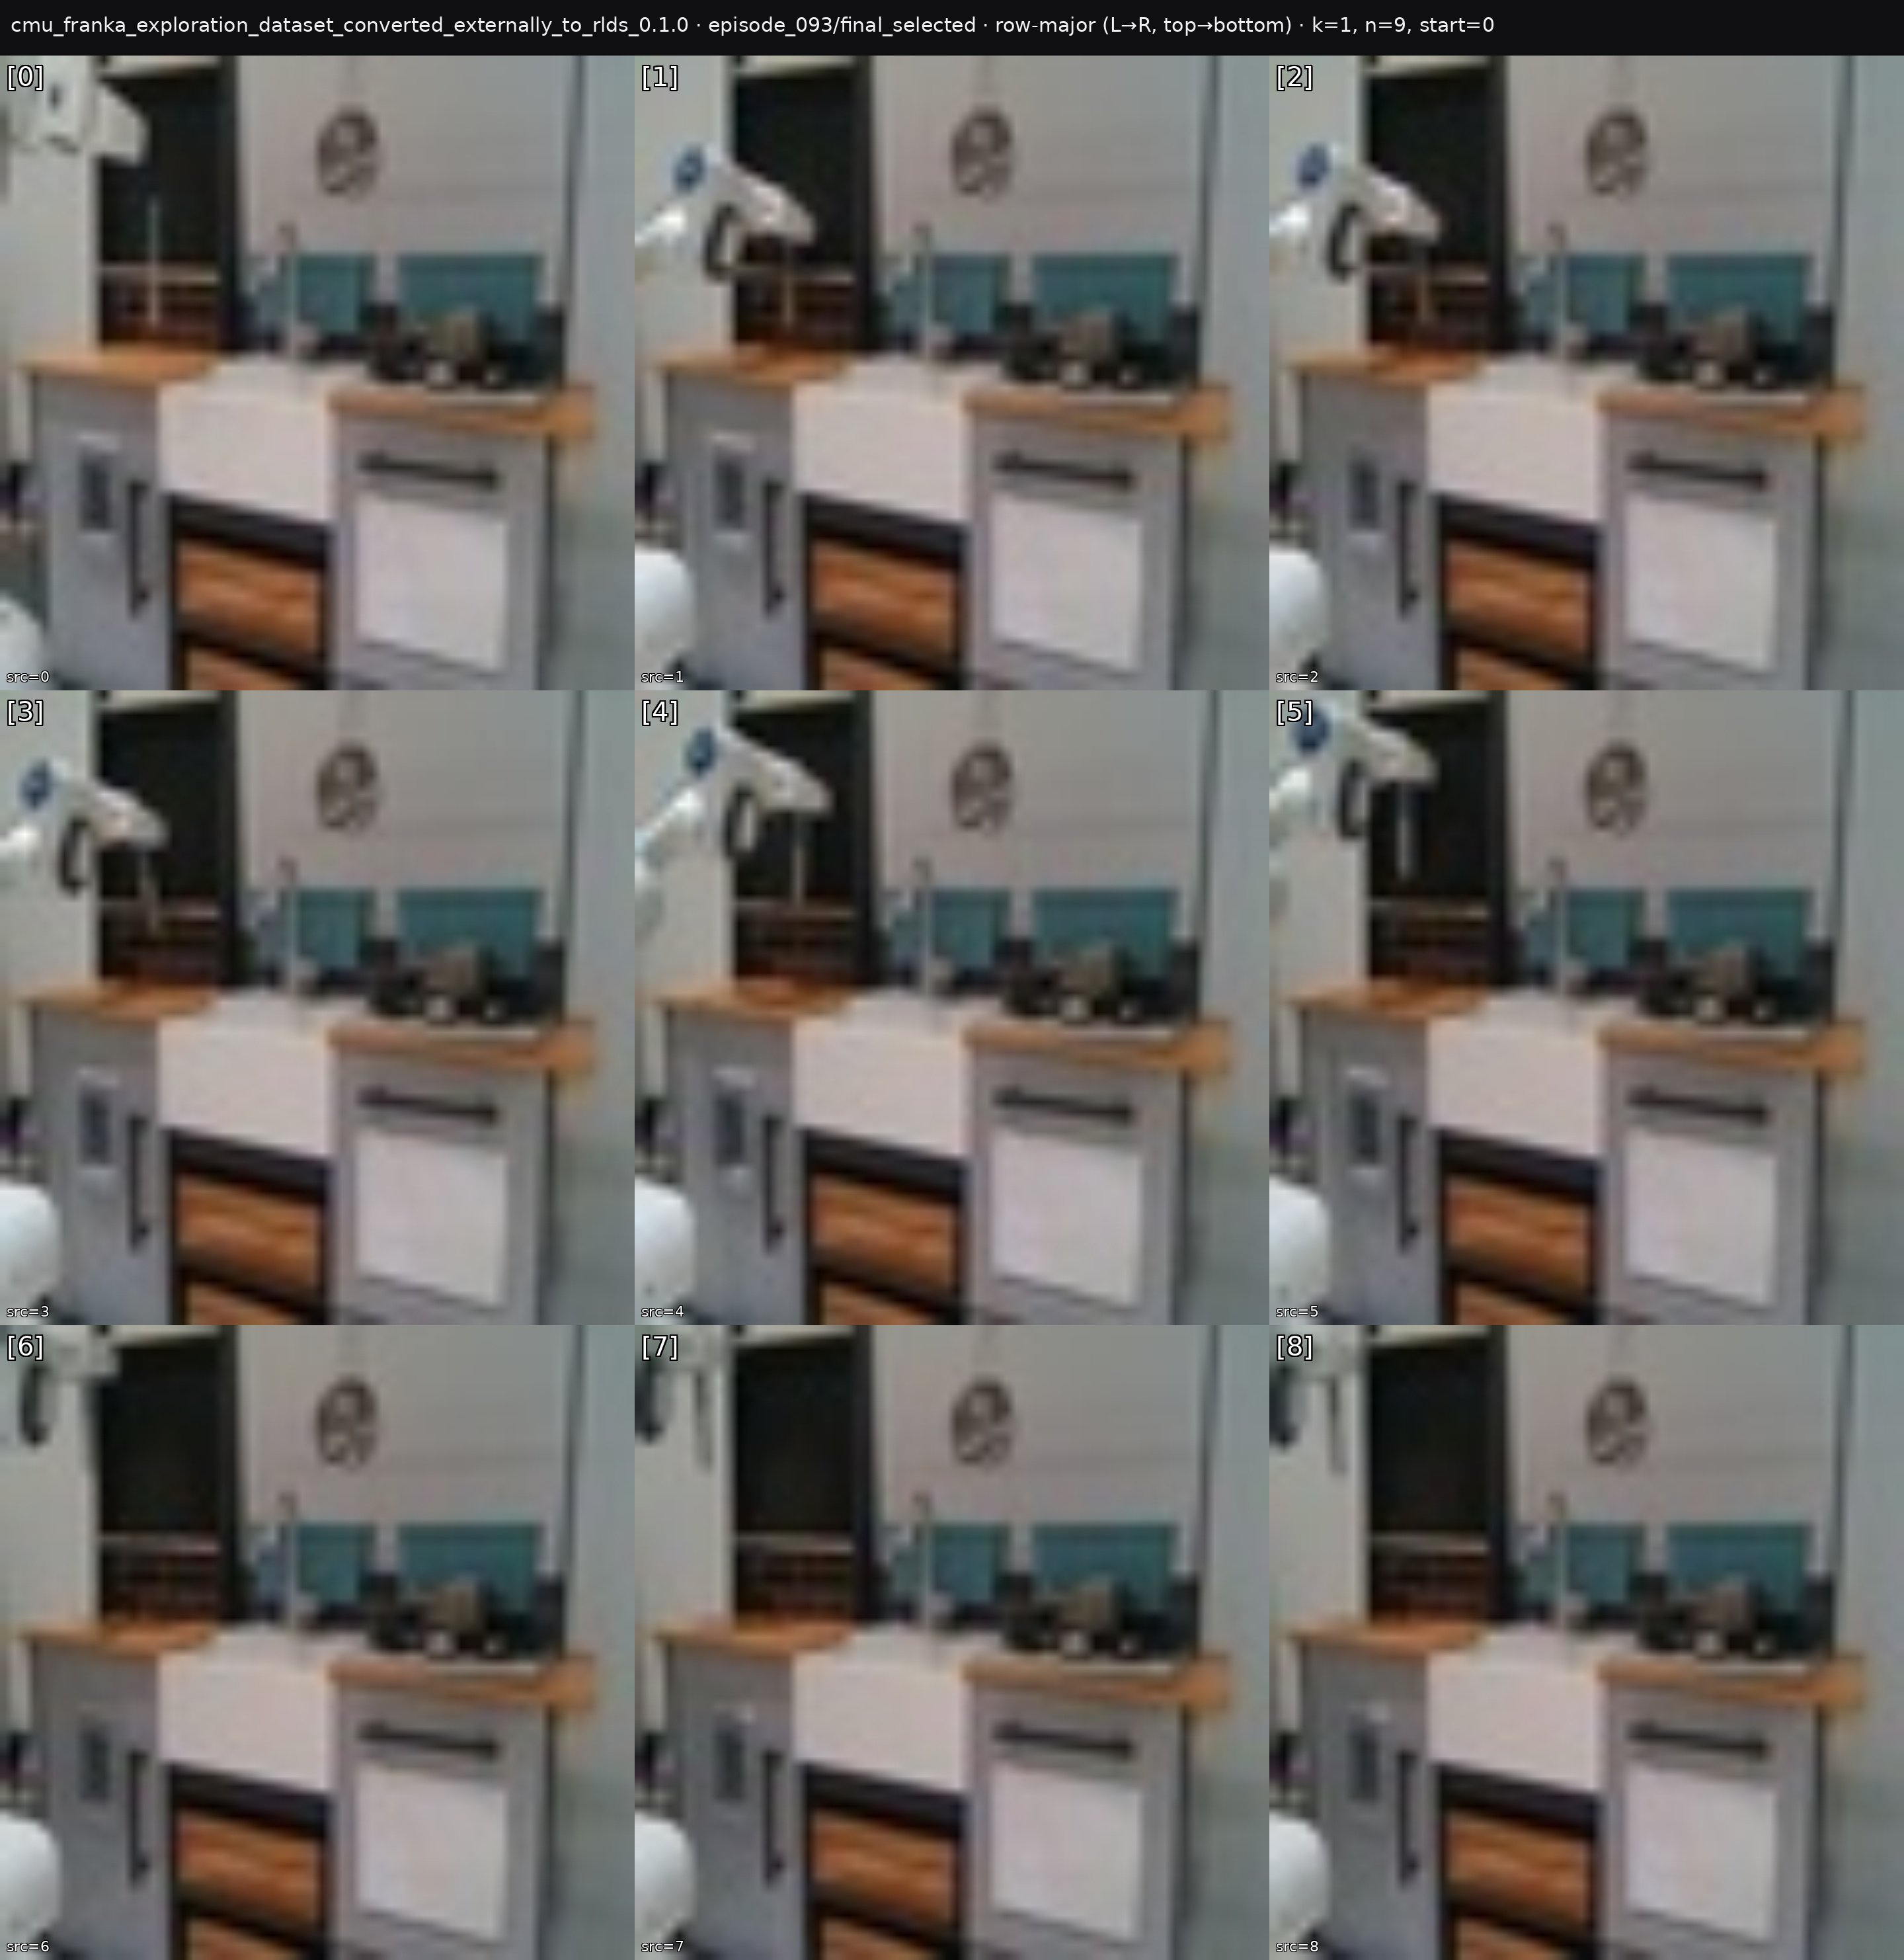 cmu_franka_exploration_dataset_converted_externally_to_rlds_0.1.0 · episode_093/final_selected · row-major (L→R, top→bottom) · k=1, n=9, start=0
[0]
[1]
[2]
src=0
src=1
src=2
[3]
[4]
[5]
src=3
src=4
src=5
[6]
[7]
[8]
src=6
src=7
src=8